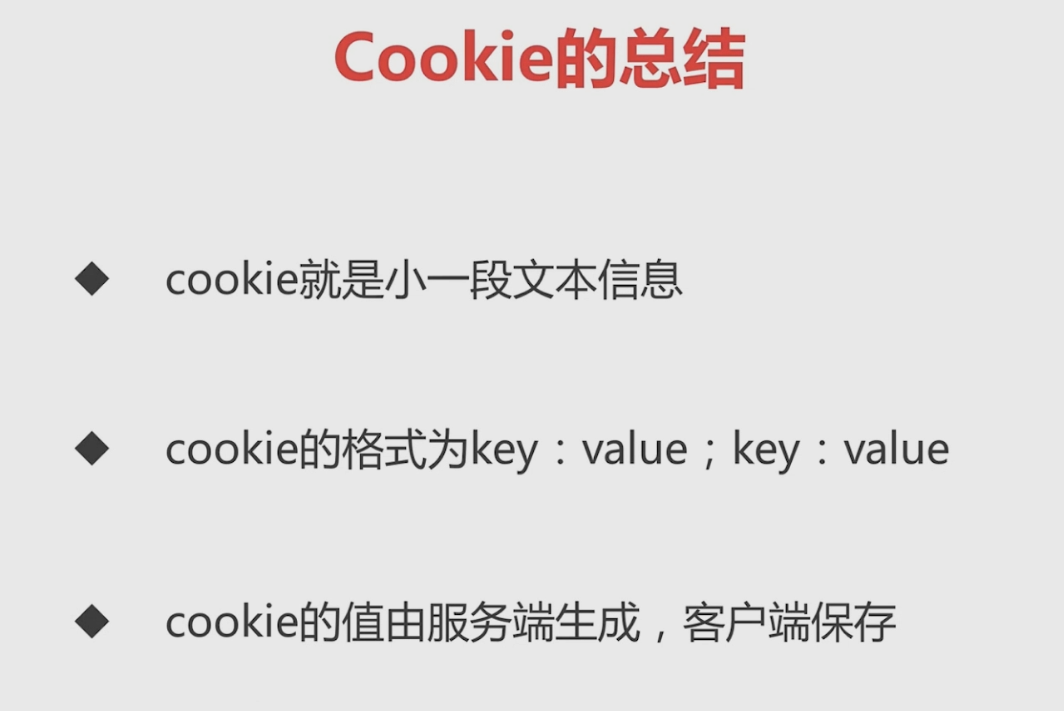 Cookie的总结
cookie就是小一段文本信息
cookie的格式为key：value；key：value
cookie的值由服务端生成，客户端保存